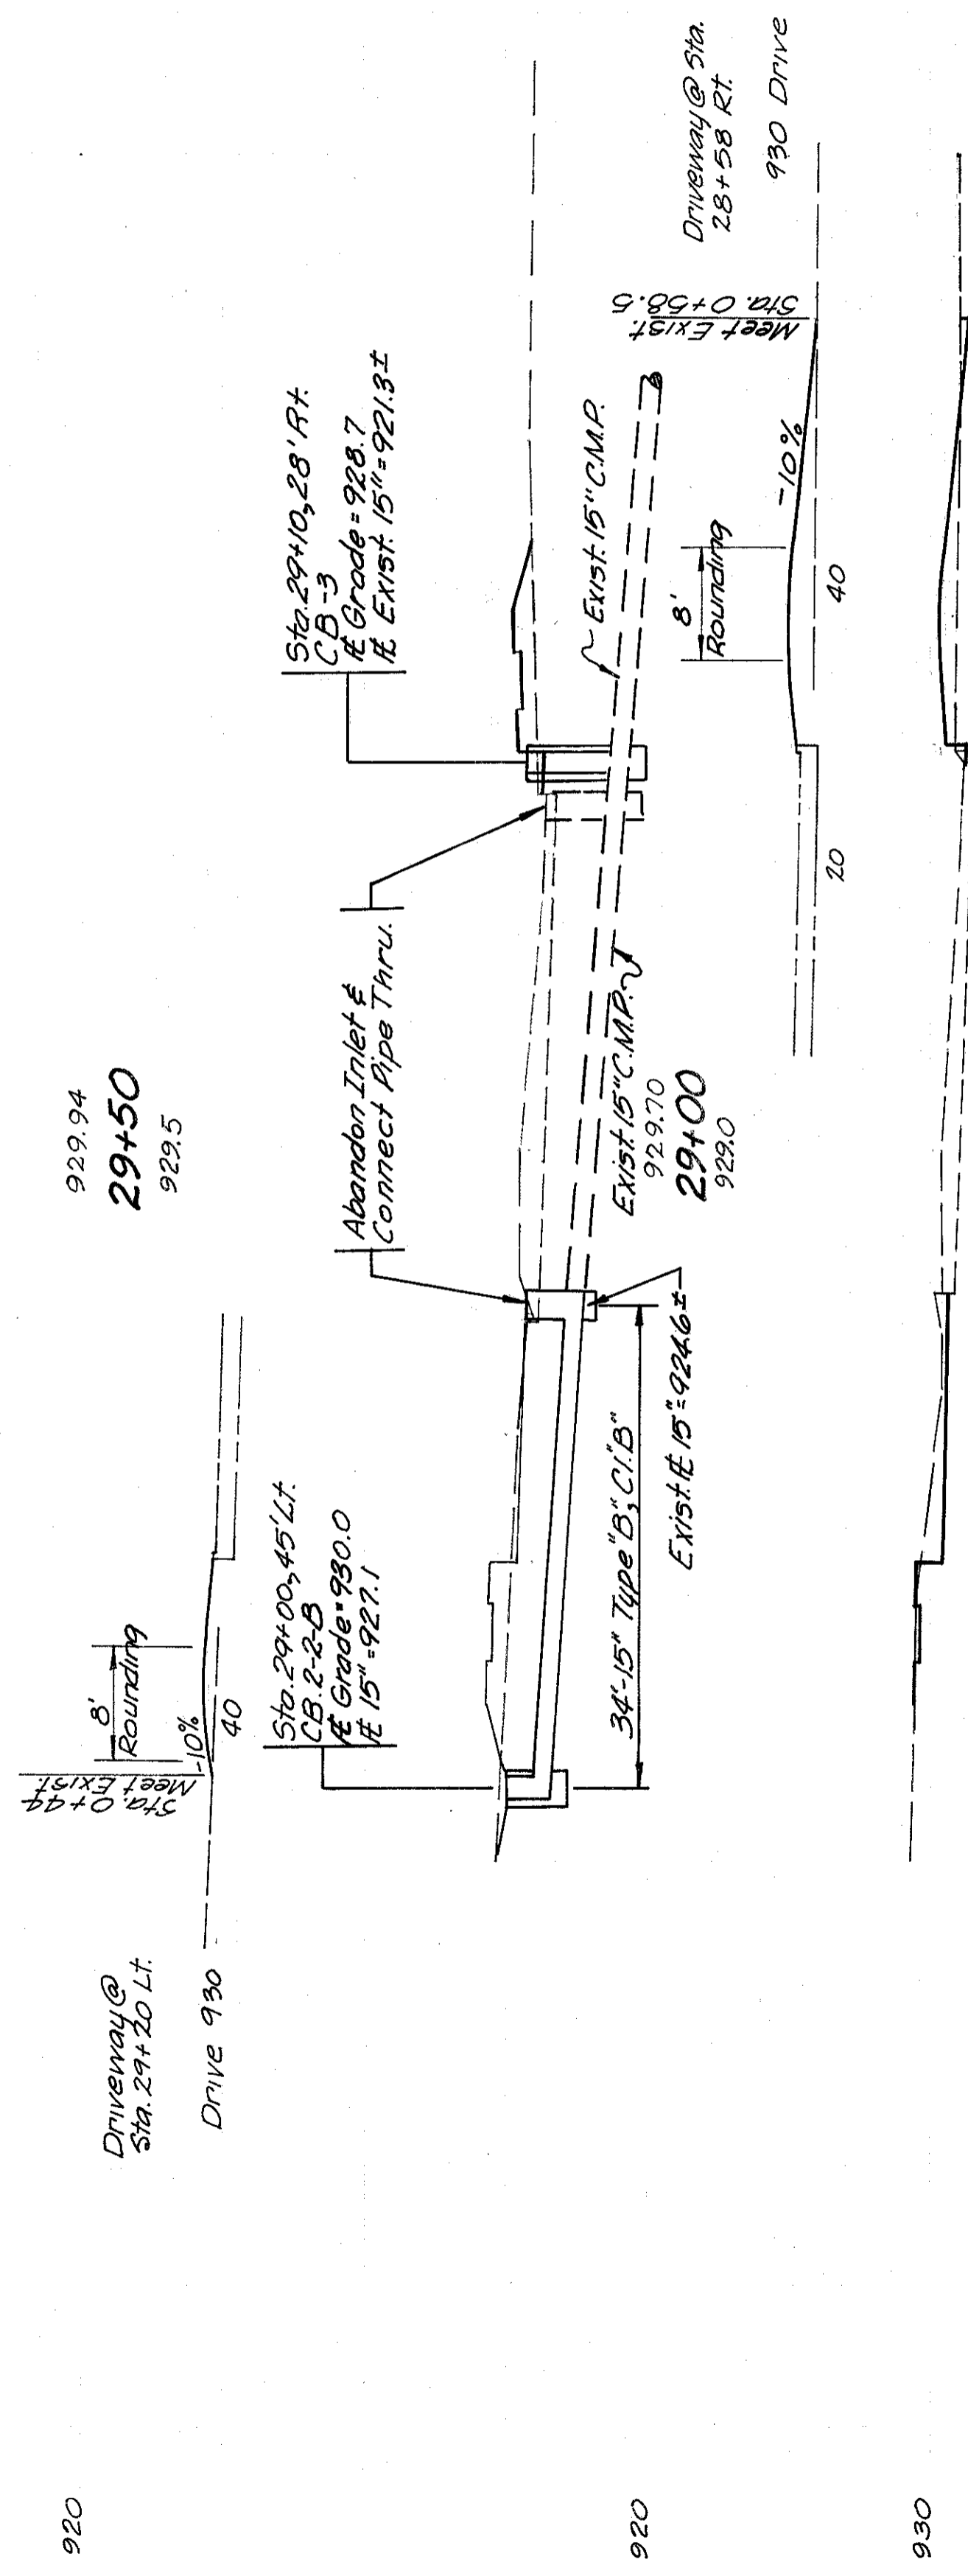 920
Driveway @
Sta. 29+20 Lt.
Drive 930
Sta. 0+44
Meet Exist.
8'
Rounding
-10%
40
929.94
29+50
929.5
Sta. 29+00, 45' Lt.
CB. 2-2-B
℄ Grade = 930.0
℄ 15" = 927.1
Abandon Inlet &
Connect Pipe Thru.
Sta. 29+10, 28' Rt.
CB-3
℄ Grade = 928.7
℄ Exist. 15" = 921.3±
Exist. 15" C.M.P.
Exist. 15" C.M.P.
34'-15" Type "B", Cl. "B"
Exist. ℄ 15" = 924.6±
920
929.70
29+00
929.0
Driveway @ Sta.
28+58 Rt.
930 Drive
Meet Exist.
Sta. 0+58.5
8'
Rounding
-10%
20
40
930